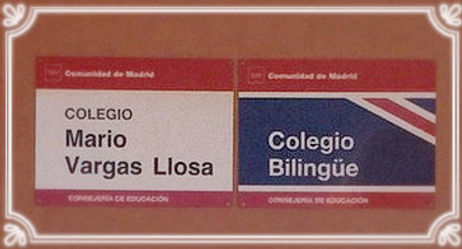 Comunidad de Madrid
COLEGIO
Mario
Vargas Llosa
CONSEJERÍA DE EDUCACIÓN
Comunidad de Madrid
Colegio
Bilingüe
CONSEJERÍA DE EDUCACIÓN